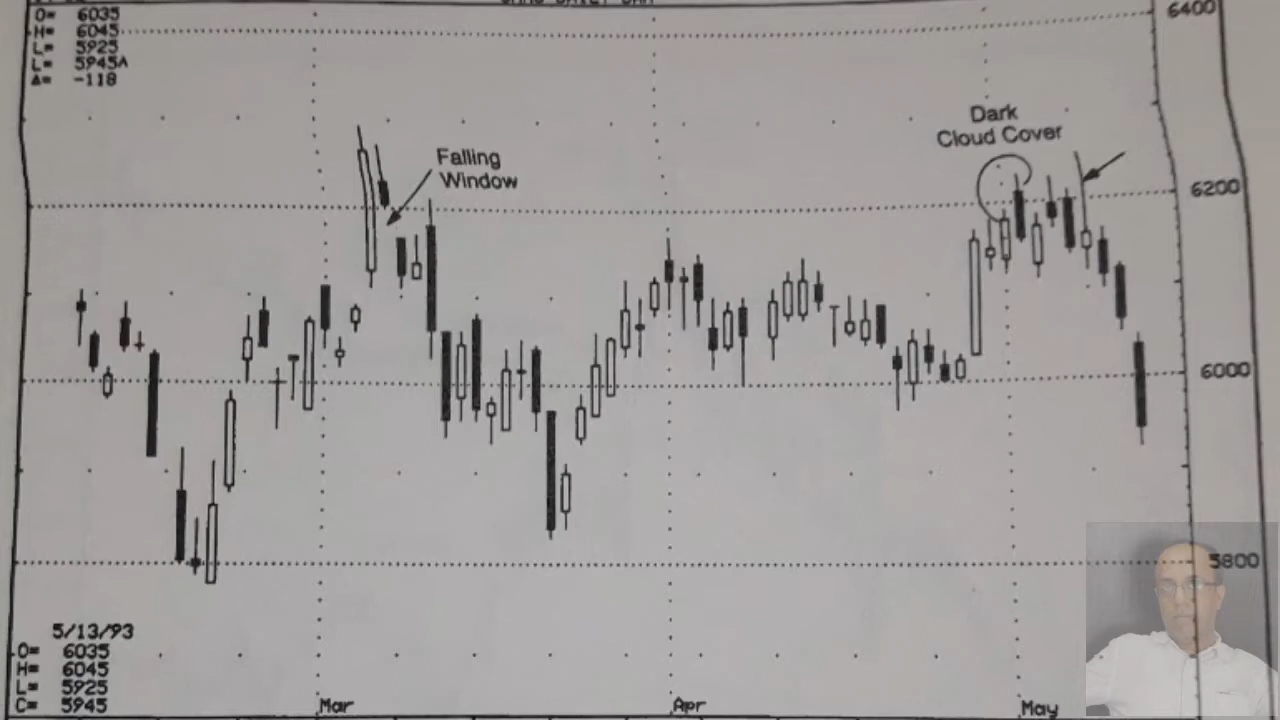 O= 6035
H= 6045
L= 5925
L= 5945A
Δ= -118
6400
Dark
Cloud Cover
Falling
Window
6200
6000
5800
5/13/93
O= 6035
H= 6045
L= 5925
C= 5945
Mar
Apr
May